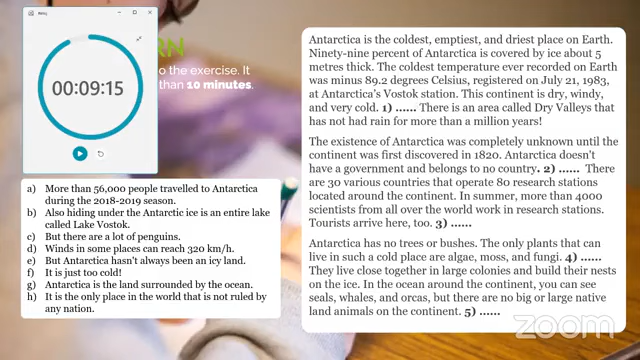 RN
00:09:15
o the exercise. It
than 10 minutes.
a) More than 56,000 people travelled to Antarctica
during the 2018-2019 season.
b) Also hiding under the Antarctic ice is an entire lake
called Lake Vostok.
c) But there are a lot of penguins.
d) Winds in some places can reach 320 km/h.
e) But Antarctica hasn't always been an icy land.
f) It is just too cold!
g) Antarctica is the land surrounded by the ocean.
h) It is the only place in the world that is not ruled by
any nation.
Antarctica is the coldest, emptiest, and driest place on Earth.
Ninety-nine percent of Antarctica is covered by ice about 5
metres thick. The coldest temperature ever recorded on Earth
was minus 89.2 degrees Celsius, registered on July 21, 1983,
at Antarctica's Vostok station. This continent is dry, windy,
and very cold. 1) ...... There is an area called Dry Valleys that
has not had rain for more than a million years!
The existence of Antarctica was completely unknown until the
continent was first discovered in 1820. Antarctica doesn't
have a government and belongs to no country. 2) ...... There
are 30 various countries that operate 80 research stations
located around the continent. In summer, more than 4000
scientists from all over the world work in research stations.
Tourists arrive here, too. 3) ......
Antarctica has no trees or bushes. The only plants that can
live in such a cold place are algae, moss, and fungi. 4) ......
They live close together in large colonies and build their nests
on the ice. In the ocean around the continent, you can see
seals, whales, and orcas, but there are no big or large native
land animals on the continent. 5) ......
zoom